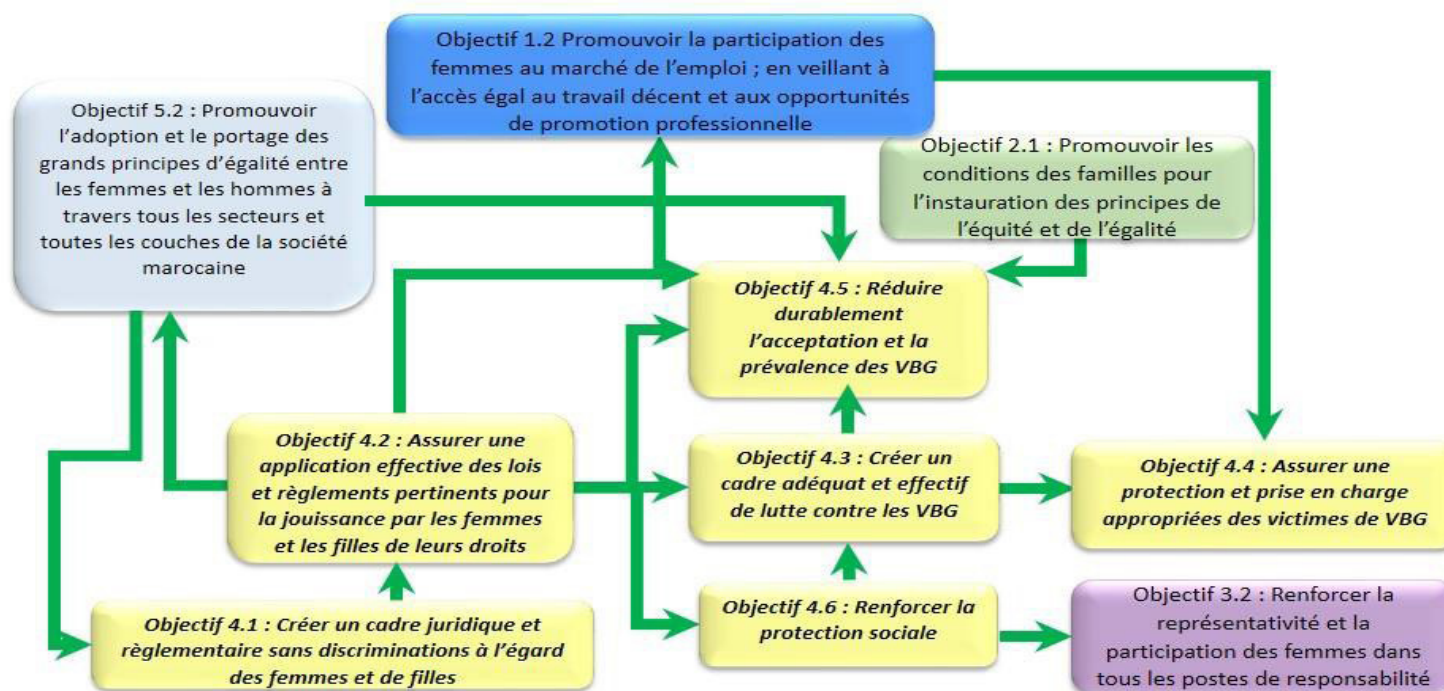 Objectif 1.2 Promouvoir la participation des
femmes au marché de l'emploi ; en veillant à
l'accès égal au travail décent et aux opportunités
de promotion professionnelle
Objectif 5.2 : Promouvoir
l'adoption et le portage des
grands principes d'égalité entre
les femmes et les hommes à
travers tous les secteurs et
toutes les couches de la société
marocaine
Objectif 2.1 : Promouvoir les
conditions des familles pour
l'instauration des principes de
l'équité et de l'égalité
Objectif 4.5 : Réduire
durablement
l'acceptation et la
prévalence des VBG
Objectif 4.2 : Assurer une
application effective des lois
et règlements pertinents pour
la jouissance par les femmes
et les filles de leurs droits
Objectif 4.3 : Créer un
cadre adéquat et effectif
de lutte contre les VBG
Objectif 4.4 : Assurer une
protection et prise en charge
appropriées des victimes de VBG
Objectif 4.1 : Créer un cadre juridique et
règlementaire sans discriminations à l'égard
des femmes et de filles
Objectif 4.6 : Renforcer la
protection sociale
Objectif 3.2 : Renforcer la
représentativité et la
participation des femmes dans
tous les postes de responsabilité